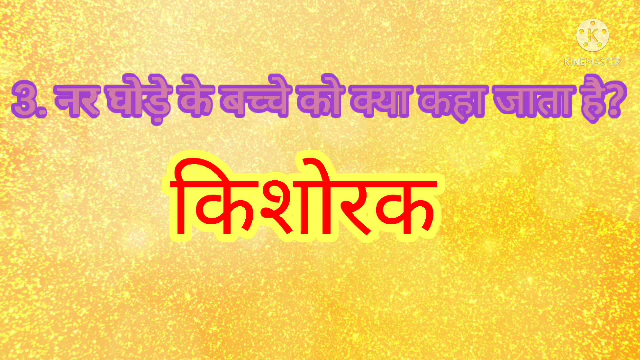 3. नर घोड़े के बच्चे को क्या कहा जाता है?
किशोरक